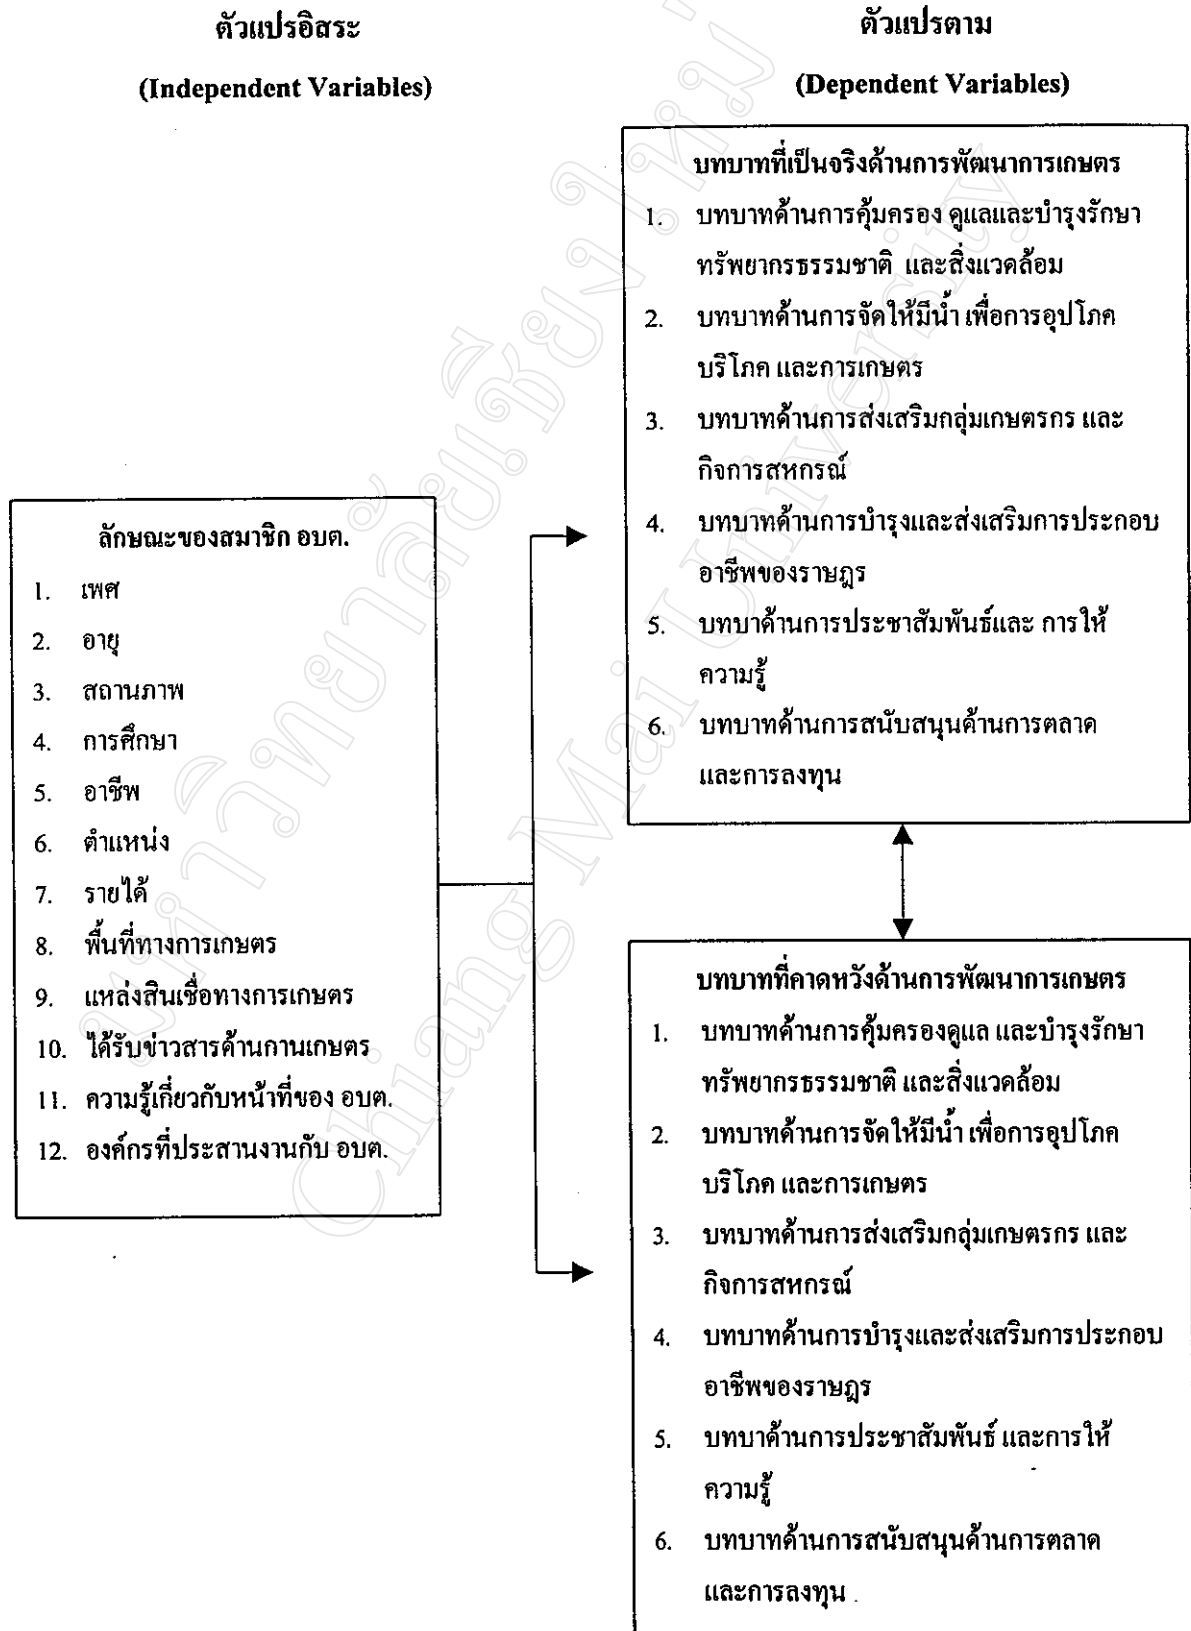 ตัวแปรอิสระ
(Independent Variables)
ลักษณะของสมาชิก อบต.
1. เพศ
2. อายุ
3. สถานภาพ
4. การศึกษา
5. อาชีพ
6. ตำแหน่ง
7. รายได้
8. พื้นที่ทางการเกษตร
9. แหล่งสินเชื่อทางการเกษตร
10. ได้รับข่าวสารด้านกานเกษตร
11. ความรู้เกี่ยวกับหน้าที่ของ อบต.
12. องค์กรที่ประสานงานกับ อบต.
ตัวแปรตาม
(Dependent Variables)
บทบาทที่เป็นจริงด้านการพัฒนาการเกษตร
1. บทบาทด้านการคุ้มครอง ดูแลและบำรุงรักษา
ทรัพยากรธรรมชาติ และสิ่งแวดล้อม
2. บทบาทด้านการจัดให้มีน้ำ เพื่อการอุปโภค
บริโภค และการเกษตร
3. บทบาทด้านการส่งเสริมกลุ่มเกษตรกร และ
กิจการสหกรณ์
4. บทบาทด้านการบำรุงและส่งเสริมการประกอบ
อาชีพของราษฎร
5. บทบาด้านการประชาสัมพันธ์และ การให้
ความรู้
6. บทบาทด้านการสนับสนุนด้านการตลาด
และการลงทุน
บทบาทที่คาดหวังด้านการพัฒนาการเกษตร
1. บทบาทด้านการคุ้มครองดูแล และบำรุงรักษา
ทรัพยากรธรรมชาติ และสิ่งแวดล้อม
2. บทบาทด้านการจัดให้มีน้ำ เพื่อการอุปโภค
บริโภค และการเกษตร
3. บทบาทด้านการส่งเสริมกลุ่มเกษตรกร และ
กิจการสหกรณ์
4. บทบาทด้านการบำรุงและส่งเสริมการประกอบ
อาชีพของราษฎร
5. บทบาด้านการประชาสัมพันธ์ และการให้
ความรู้
6. บทบาทด้านการสนับสนุนด้านการตลาด
และการลงทุน
มหาวิทยาลัยเชียงใหม่
Chiang Mai University